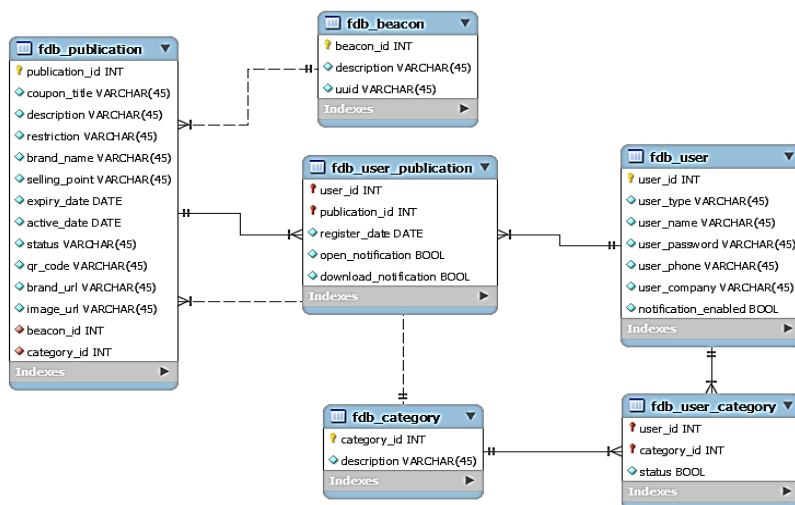 fdb_publication
publication_id INT
coupon_title VARCHAR(45)
description VARCHAR(45)
restriction VARCHAR(45)
brand_name VARCHAR(45)
selling_point VARCHAR(45)
expiry_date DATE
active_date DATE
status VARCHAR(45)
qr_code VARCHAR(45)
brand_url VARCHAR(45)
image_url VARCHAR(45)
beacon_id INT
category_id INT
Indexes
fdb_beacon
beacon_id INT
description VARCHAR(45)
uuid VARCHAR(45)
Indexes
fdb_user_publication
user_id INT
publication_id INT
register_date DATE
open_notification BOOL
download_notification BOOL
Indexes
fdb_user
user_id INT
user_type VARCHAR(45)
user_name VARCHAR(45)
user_password VARCHAR(45)
user_phone VARCHAR(45)
user_company VARCHAR(45)
notification_enabled BOOL
Indexes
fdb_category
category_id INT
description VARCHAR(45)
Indexes
fdb_user_category
user_id INT
category_id INT
status BOOL
Indexes